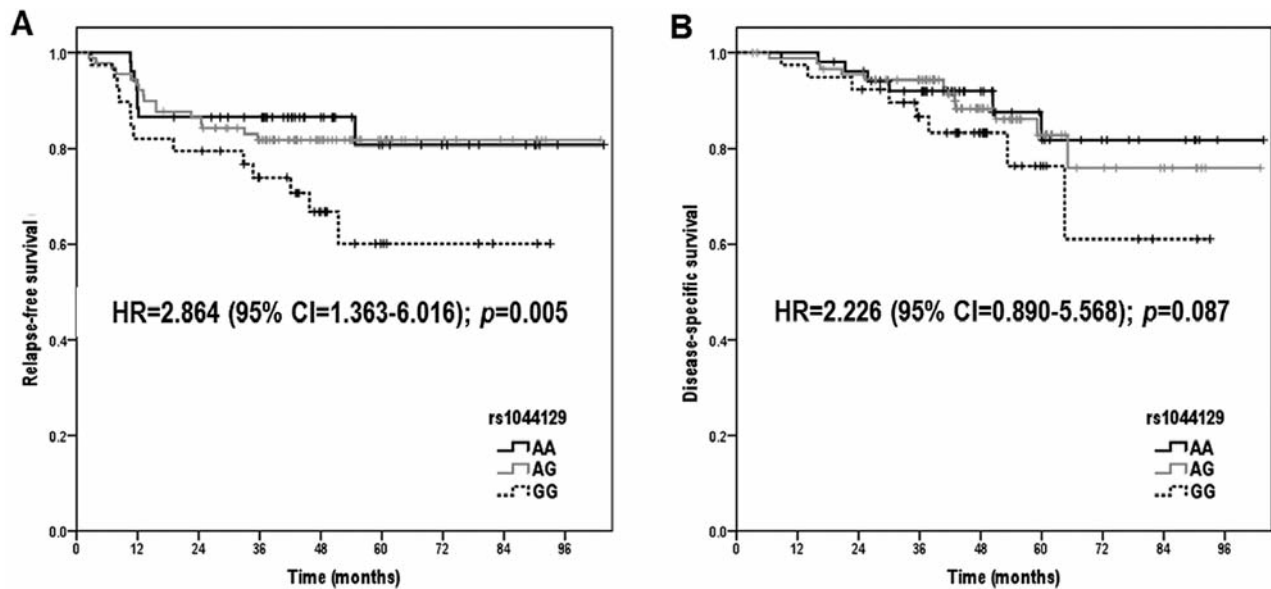 A
1.0
0.8
0.6
0.4
0.2
0.0
Relapse-free survival
HR=2.864 (95% CI=1.363-6.016); p=0.005
rs1044129
AA
AG
GG
0 12 24 36 48 60 72 84 96
Time (months)
B
1.0
0.8
0.6
0.4
0.2
0.0
Disease-specific survival
HR=2.226 (95% CI=0.890-5.568); p=0.087
rs1044129
AA
AG
GG
0 12 24 36 48 60 72 84 96
Time (months)